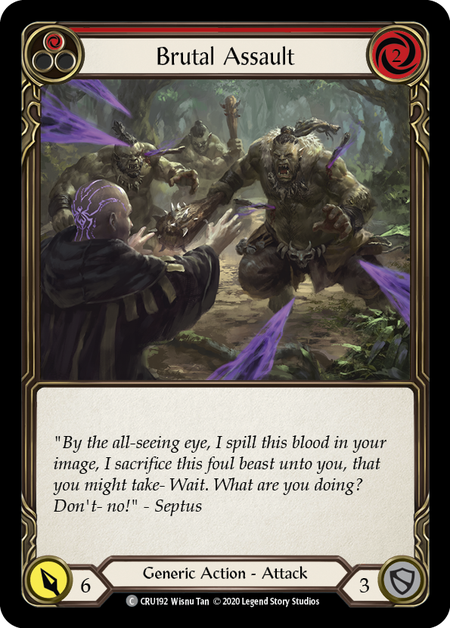 Brutal Assault
2
"By the all-seeing eye, I spill this blood in your
image, I sacrifice this foul beast unto you, that
you might take- Wait. What are you doing?
Don't- no!" - Septus
6
Generic Action - Attack
3
C CRU192 Wisnu Tan © 2020 Legend Story Studios